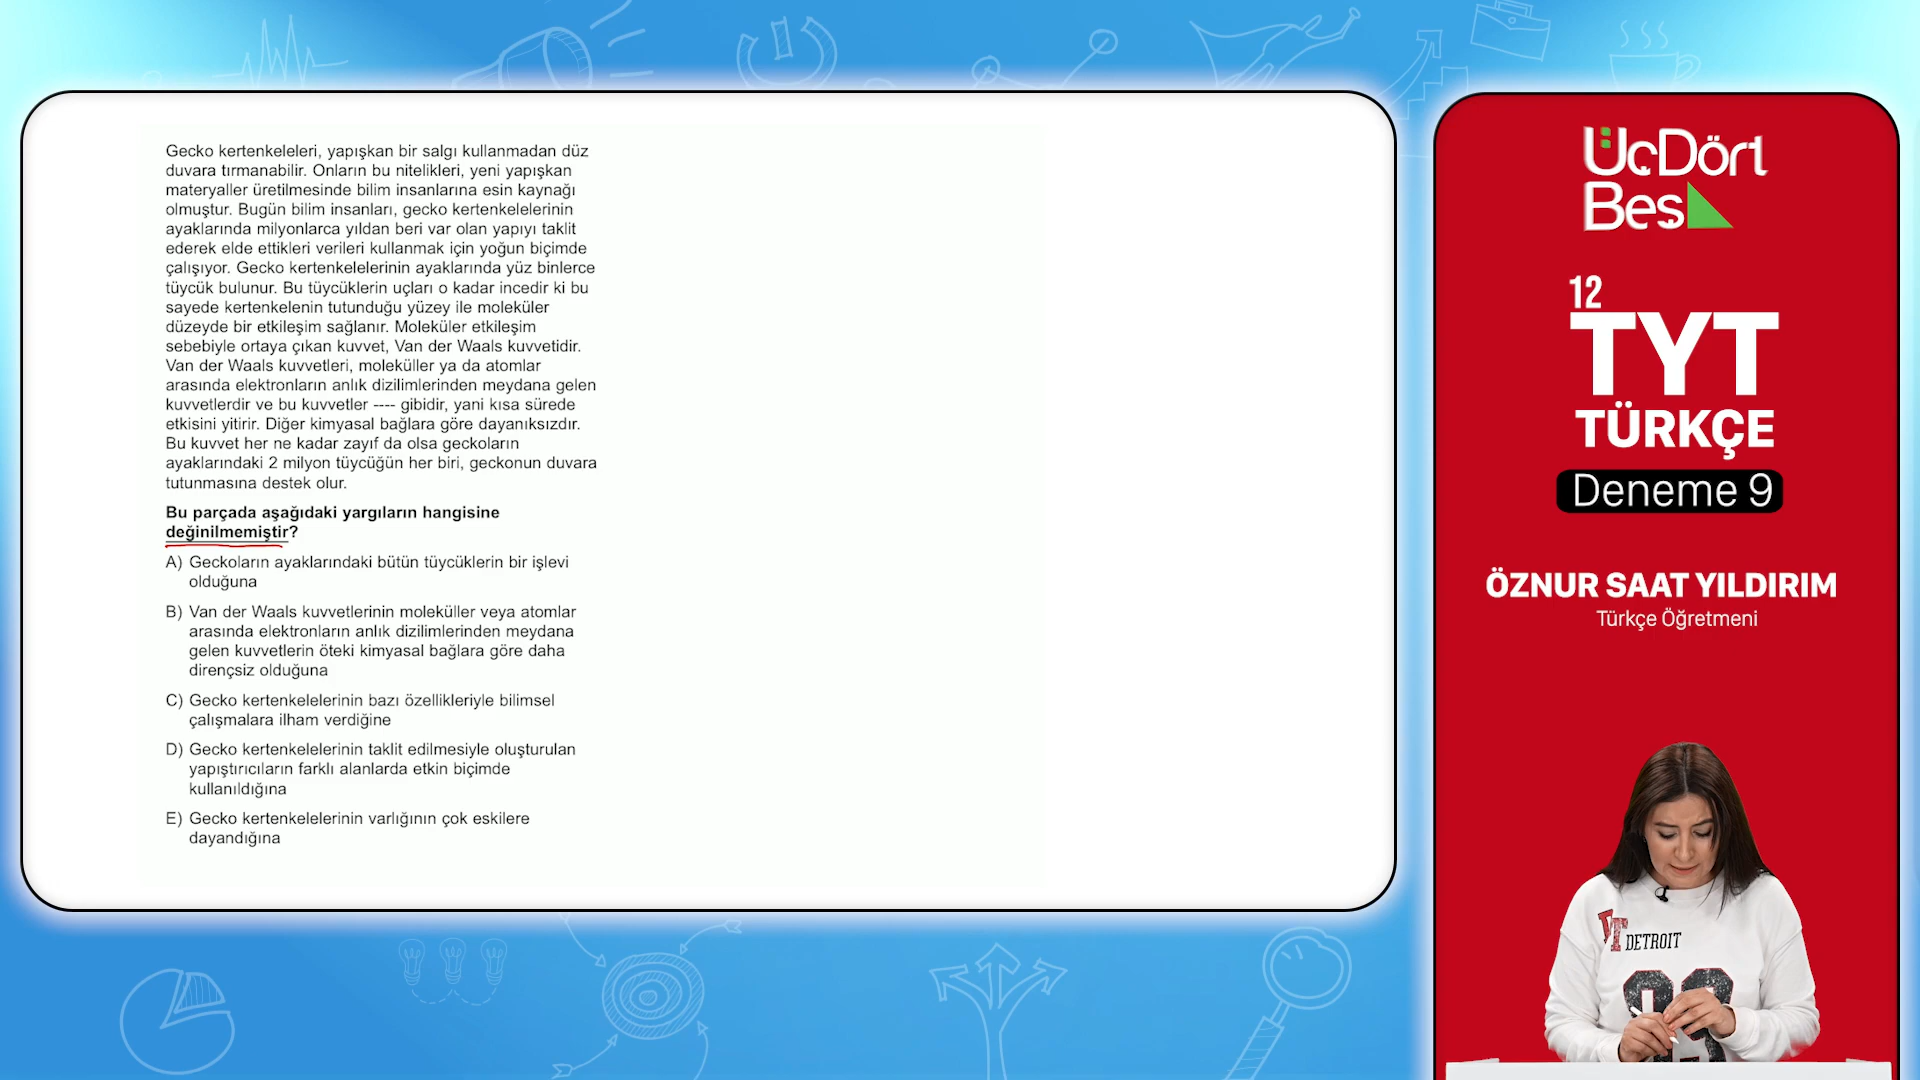 Gecko kertenkeleleri, yapışkan bir salgı kullanmadan düz
duvara tırmanabilir. Onların bu nitelikleri, yeni yapışkan
materyaller üretilmesinde bilim insanlarına esin kaynağı
olmuştur. Bugün bilim insanları, gecko kertenkelelerinin
ayaklarında milyonlarca yıldan beri var olan yapıyı taklit
ederek elde ettikleri verileri kullanmak için yoğun biçimde
çalışıyor. Gecko kertenkelelerinin ayaklarında yüz binlerce
tüycük bulunur. Bu tüycüklerin uçları o kadar incedir ki bu
sayede kertenkelenin tutunduğu yüzey ile moleküler
düzeyde bir etkileşim sağlanır. Moleküler etkileşim
sebebiyle ortaya çıkan kuvvet, Van der Waals kuvvetidir.
Van der Waals kuvvetleri, moleküller ya da atomlar
arasında elektronların anlık dizilimlerinden meydana gelen
kuvvetlerdir ve bu kuvvetler ---- gibidir, yani kısa sürede
etkisini yitirir. Diğer kimyasal bağlara göre dayanıksızdır.
Bu kuvvet her ne kadar zayıf da olsa geckoların
ayaklarındaki 2 milyon tüycüğün her biri, geckonun duvara
tutunmasına destek olur.
Bu parçada aşağıdaki yargıların hangisine
değinilmemiştir?
A) Geckoların ayaklarındaki bütün tüycüklerin bir işlevi
olduğuna
B) Van der Waals kuvvetlerinin moleküller veya atomlar
arasında elektronların anlık dizilimlerinden meydana
gelen kuvvetlerin öteki kimyasal bağlara göre daha
dirençsiz olduğuna
C) Gecko kertenkelelerinin bazı özellikleriyle bilimsel
çalışmalara ilham verdiğine
D) Gecko kertenkelelerinin taklit edilmesiyle oluşturulan
yapıştırıcıların farklı alanlarda etkin biçimde
kullanıldığına
E) Gecko kertenkelelerinin varlığının çok eskilere
dayandığına
ÜçDört
Beş
12
TYT
TÜRKÇE
Deneme 9
ÖZNUR SAAT YILDIRIM
Türkçe Öğretmeni
DETROIT